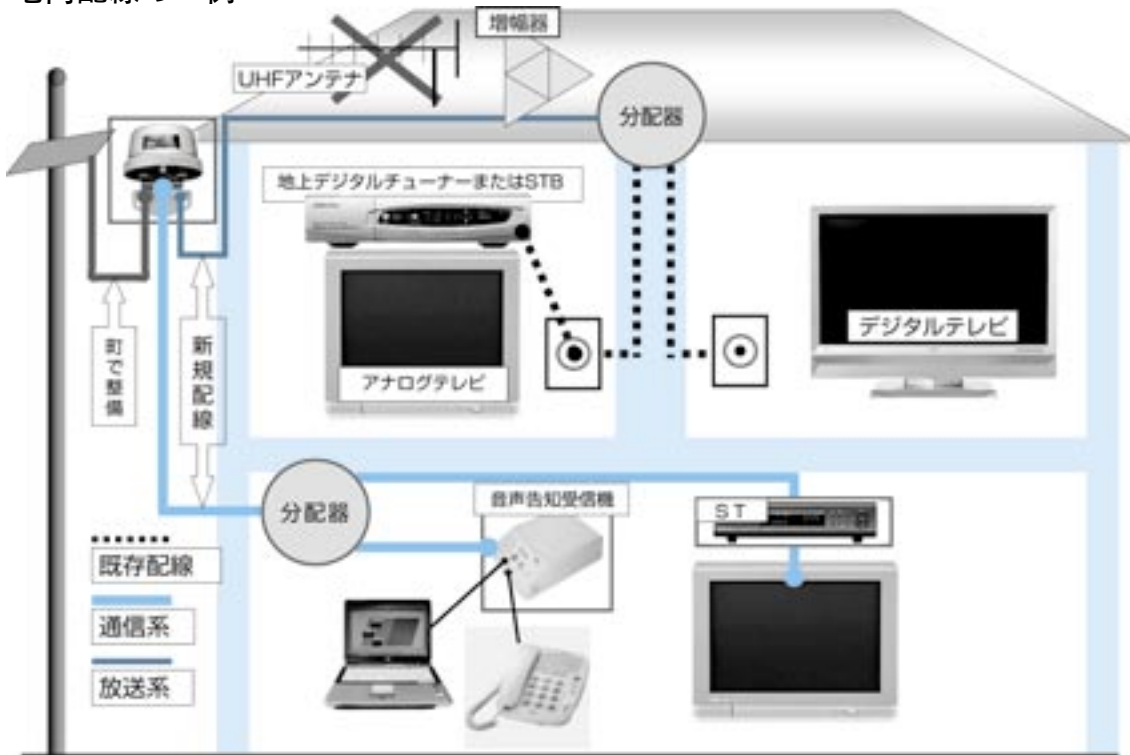 増幅器
UHFアンテナ
分配器
地上デジタルチューナーまたはSTB
デジタルテレビ
アナログテレビ
町で整備
新規配線
分配器
音声告知受信機
ST
既存配線
通信系
放送系